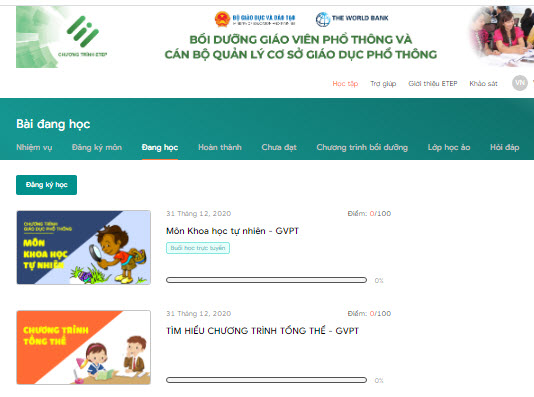 BỘ GIÁO DỤC VÀ ĐÀO TẠO
THE WORLD BANK
CHƯƠNG TRÌNH ETEP
BỒI DƯỠNG GIÁO VIÊN PHỔ THÔNG VÀ
CÁN BỘ QUẢN LÝ CƠ SỞ GIÁO DỤC PHỔ THÔNG
Học tập Trợ giúp Giới thiệu ETEP Khảo sát VN
Bài đang học
Nhiệm vụ Đăng ký môn Đang học Hoàn thành Chưa đạt Chương trình bồi dưỡng Lớp học ảo Hỏi đáp
Đăng ký học
CHƯƠNG TRÌNH
GIÁO DỤC PHỔ THÔNG
MÔN
KHOA HỌC
TỰ NHIÊN
31 Tháng 12, 2020 Điểm: 0/100
Môn Khoa học tự nhiên - GVPT
Buổi học trực tuyến
0%
CHƯƠNG TRÌNH
TỔNG THỂ
31 Tháng 12, 2020 Điểm: 0/100
TÌM HIỂU CHƯƠNG TRÌNH TỔNG THỂ - GVPT
0%